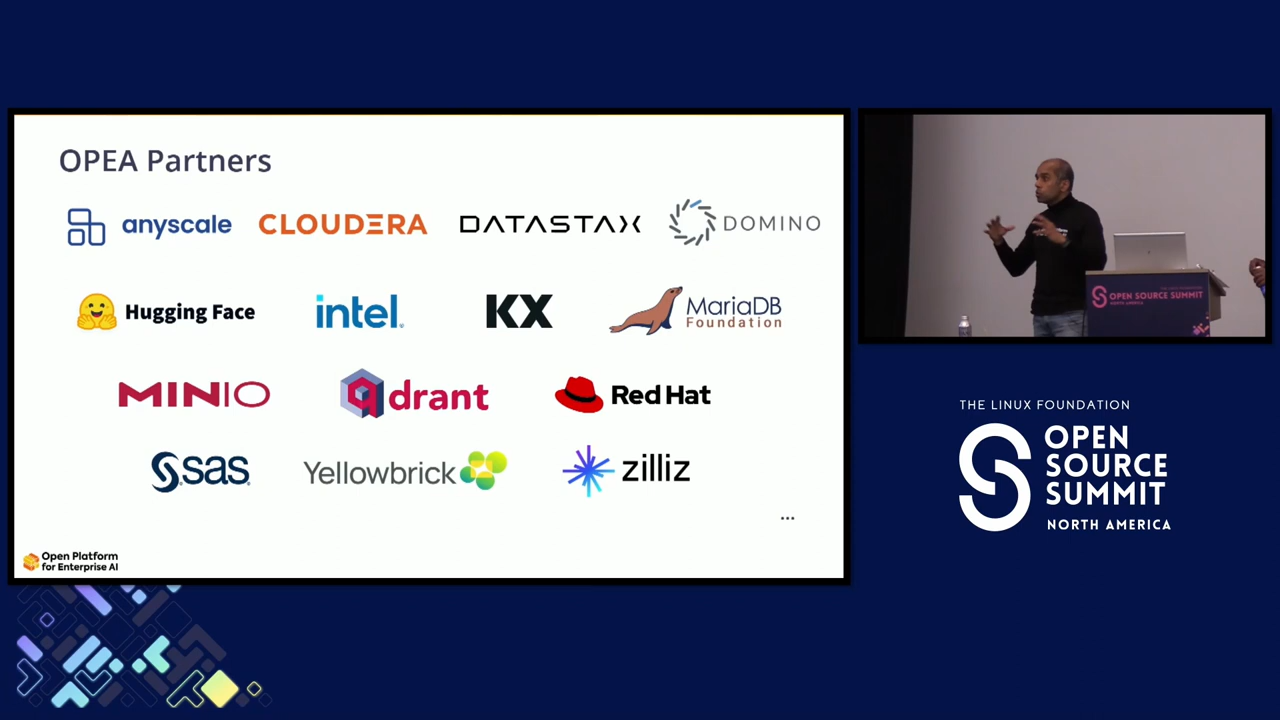 OPEA Partners
anyscale
CLOUDERA
DATASTAX
DOMINO
Hugging Face
intel.
KX
MariaDB
Foundation
MINIO
qdrant
Red Hat
sas
Yellowbrick
zilliz
...
Open Platform
for Enterprise AI
OPEN SOURCE SUMMIT
NORTH AMERICA
THE LINUX FOUNDATION
OPEN
SOURCE
SUMMIT
NORTH AMERICA